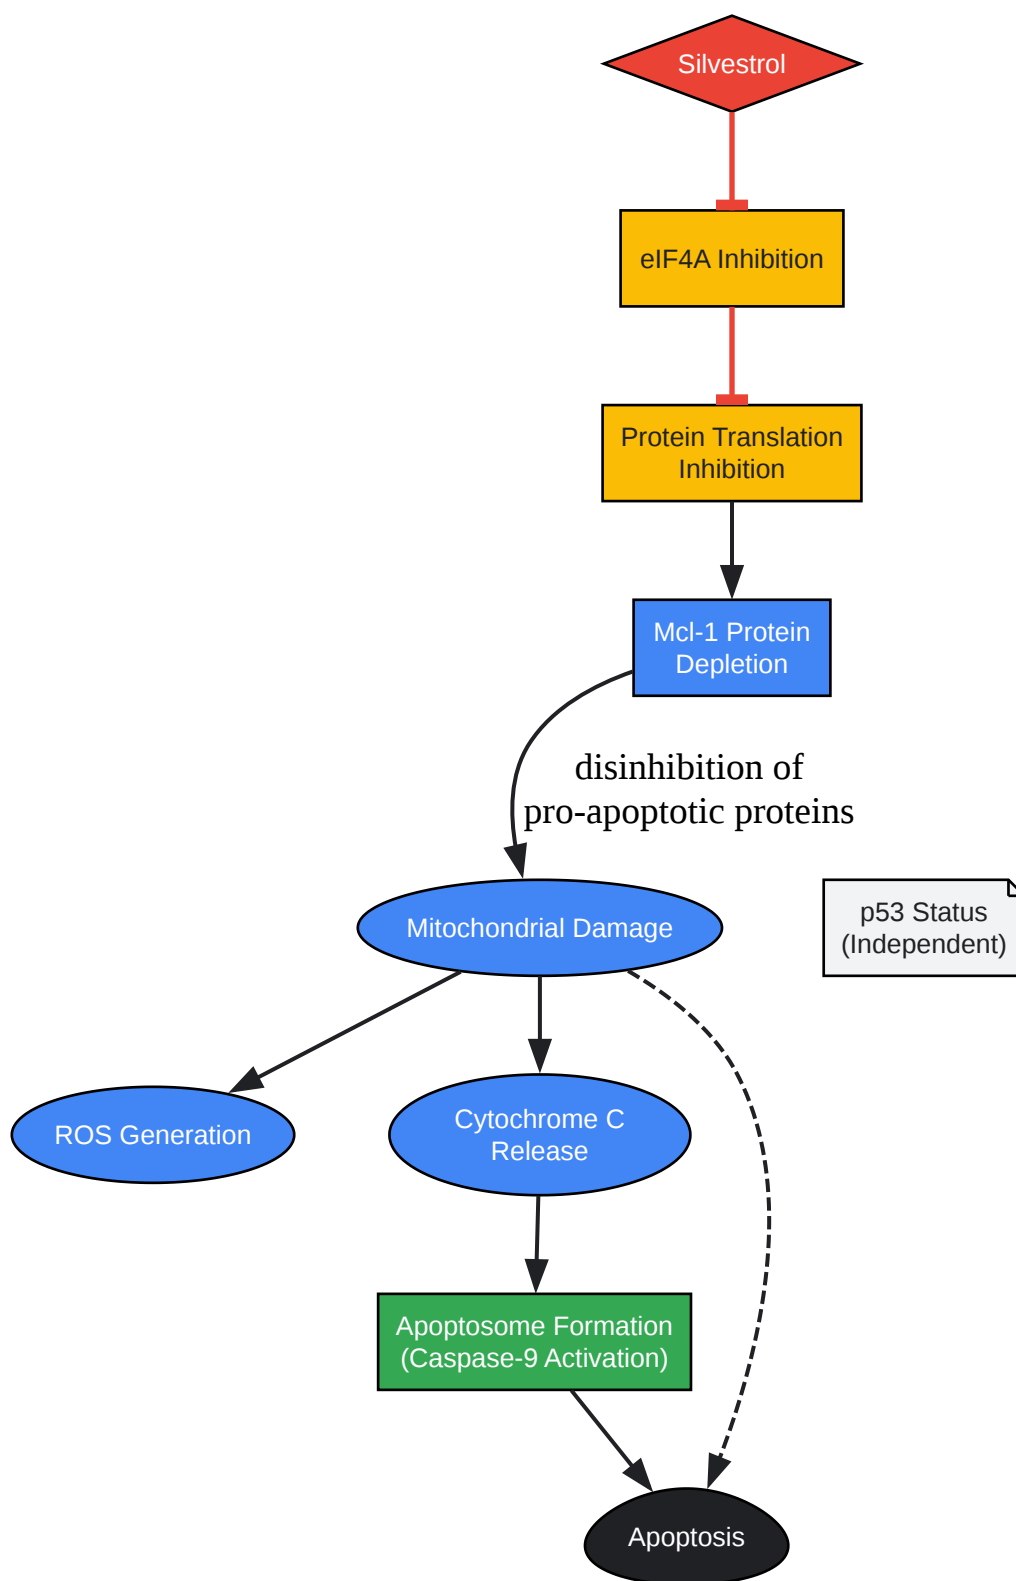 Silvestrol
eIF4A Inhibition
Protein Translation
Inhibition
Mcl-1 Protein
Depletion
disinhibition of
pro-apoptotic proteins
Mitochondrial Damage
p53 Status
(Independent)
ROS Generation
Cytochrome C
Release
Apoptosome Formation
(Caspase-9 Activation)
Apoptosis